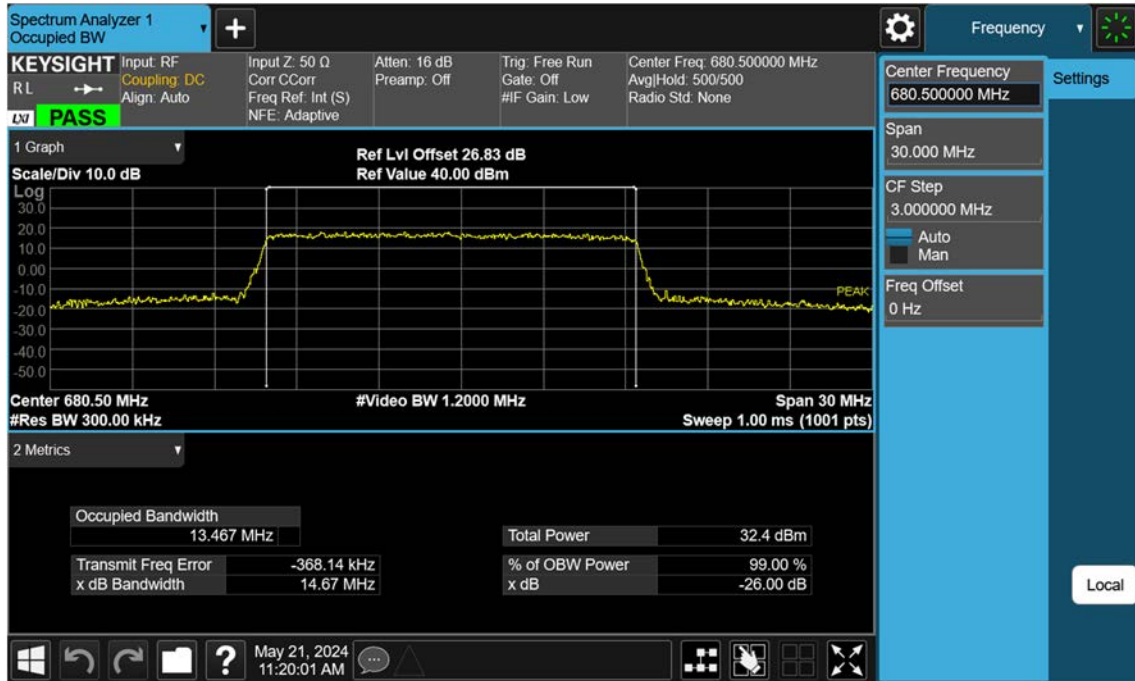 Spectrum Analyzer 1
Occupied BW
+
Frequency
KEYSIGHT
RL
LXI PASS
Input: RF
Coupling: DC
Align: Auto
Input Z: 50 Ω
Corr CCorr
Freq Ref: Int (S)
NFE: Adaptive
Atten: 16 dB
Preamp: Off
Trig: Free Run
Gate: Off
#IF Gain: Low
Center Freq: 680.500000 MHz
Avg|Hold: 500/500
Radio Std: None
Center Frequency
680.500000 MHz
Settings
Span
30.000 MHz
CF Step
3.000000 MHz
Auto
Man
Freq Offset
0 Hz
Local
1 Graph
Scale/Div 10.0 dB
Ref Lvl Offset 26.83 dB
Ref Value 40.00 dBm
Log
30.0
20.0
10.0
0.00
-10.0
-20.0
-30.0
-40.0
-50.0
PEAK
Center 680.50 MHz #Video BW 1.2000 MHz Span 30 MHz
#Res BW 300.00 kHz Sweep 1.00 ms (1001 pts)
2 Metrics
Occupied Bandwidth
13.467 MHz
Total Power 32.4 dBm
Transmit Freq Error -368.14 kHz
% of OBW Power 99.00 %
x dB Bandwidth 14.67 MHz
x dB -26.00 dB
?
May 21, 2024
11:20:01 AM